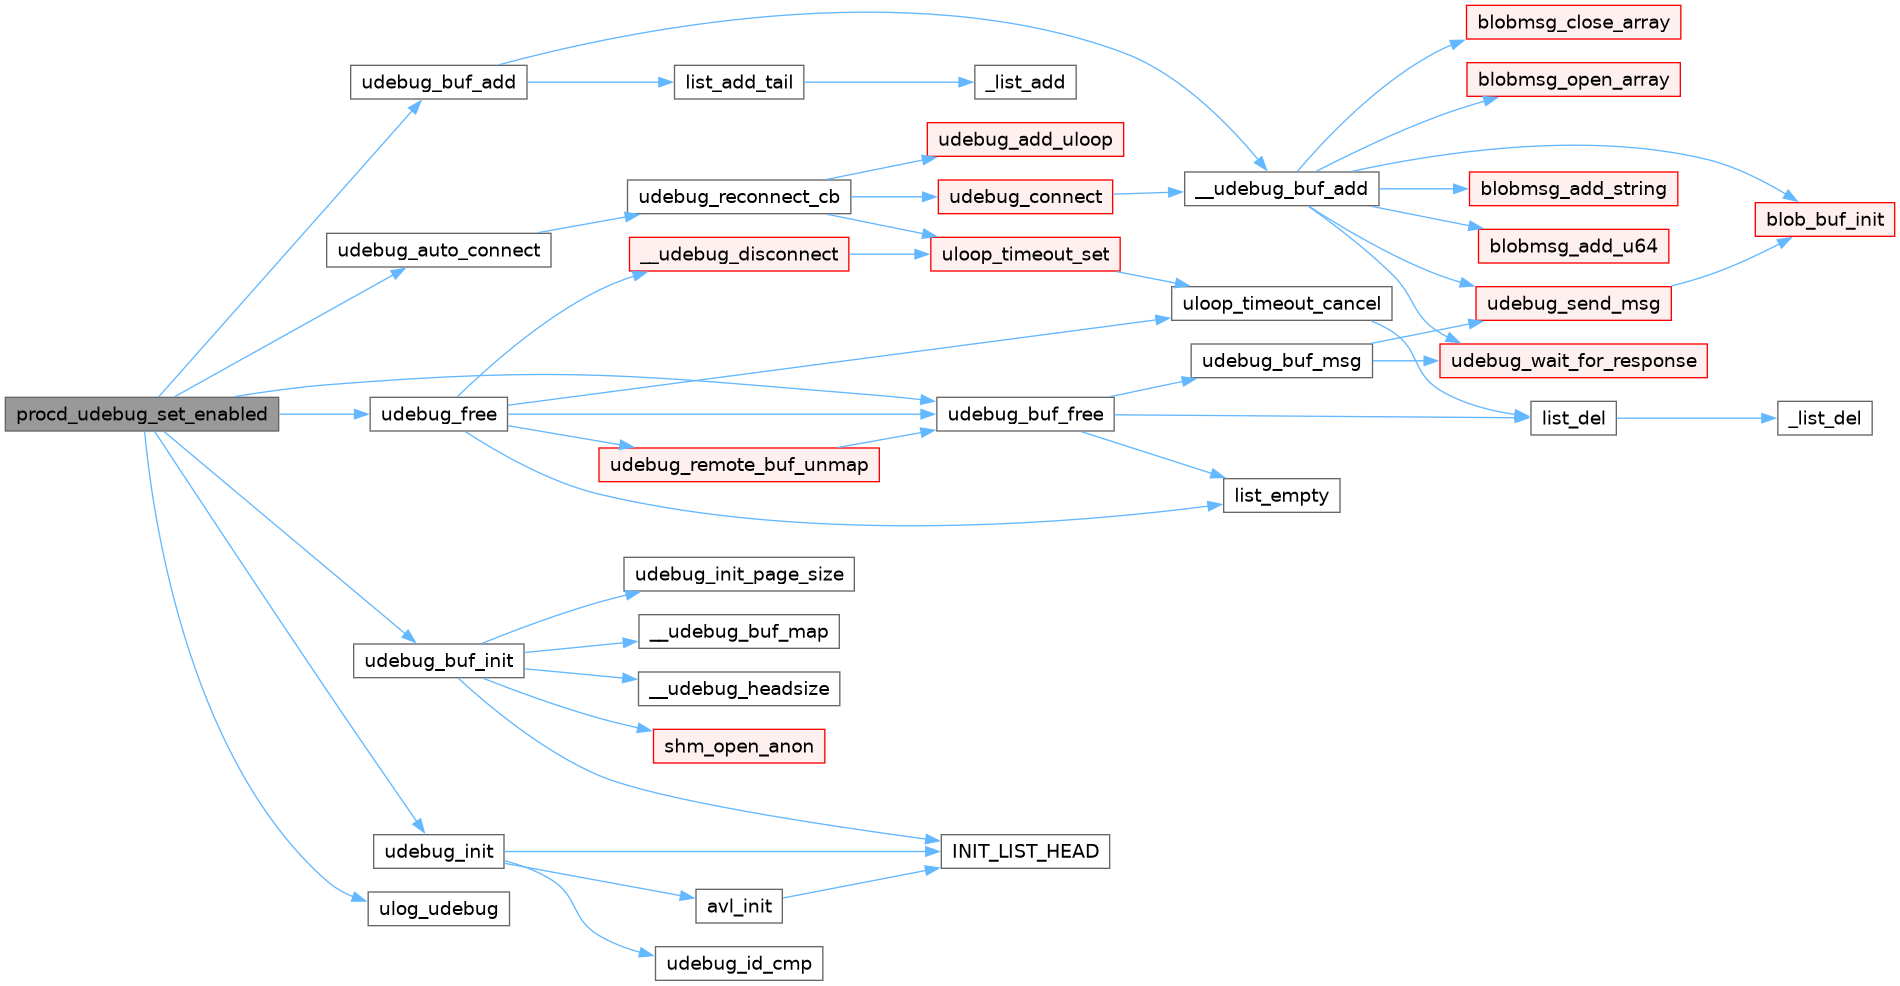 blobmsg_close_array
udebug_buf_add
list_add_tail
_list_add
blobmsg_open_array
udebug_add_uloop
udebug_reconnect_cb
udebug_connect
__udebug_buf_add
blobmsg_add_string
blob_buf_init
udebug_auto_connect
__udebug_disconnect
uloop_timeout_set
blobmsg_add_u64
uloop_timeout_cancel
udebug_send_msg
udebug_buf_msg
udebug_wait_for_response
procd_udebug_set_enabled
udebug_free
udebug_buf_free
list_del
_list_del
udebug_remote_buf_unmap
list_empty
udebug_init_page_size
__udebug_buf_map
udebug_buf_init
__udebug_headsize
shm_open_anon
udebug_init
INIT_LIST_HEAD
ulog_udebug
avl_init
udebug_id_cmp